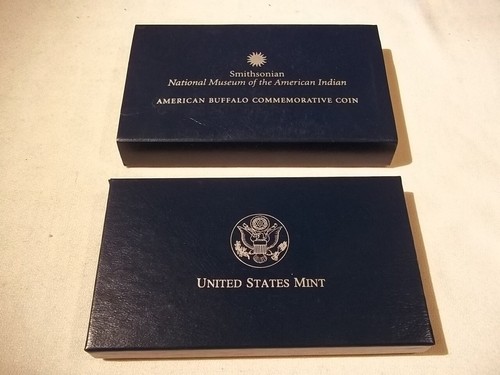 Smithsonian
National Museum of the American Indian
AMERICAN BUFFALO COMMEMORATIVE COIN
UNITED STATES MINT